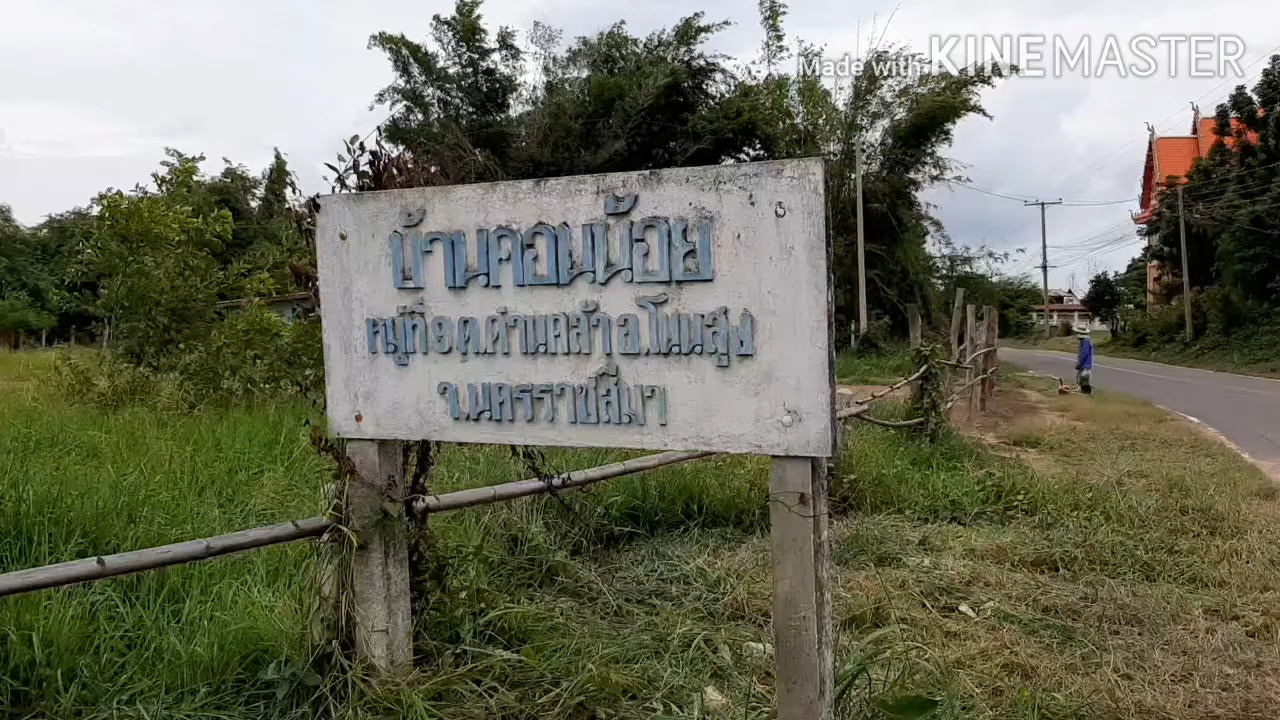 Made with KINEMASTER
บ้านดอนน้อย
หมู่ที่ ๑ ต.ด่านคล้า อ.โนนสูง
จ.นครราชสีมา